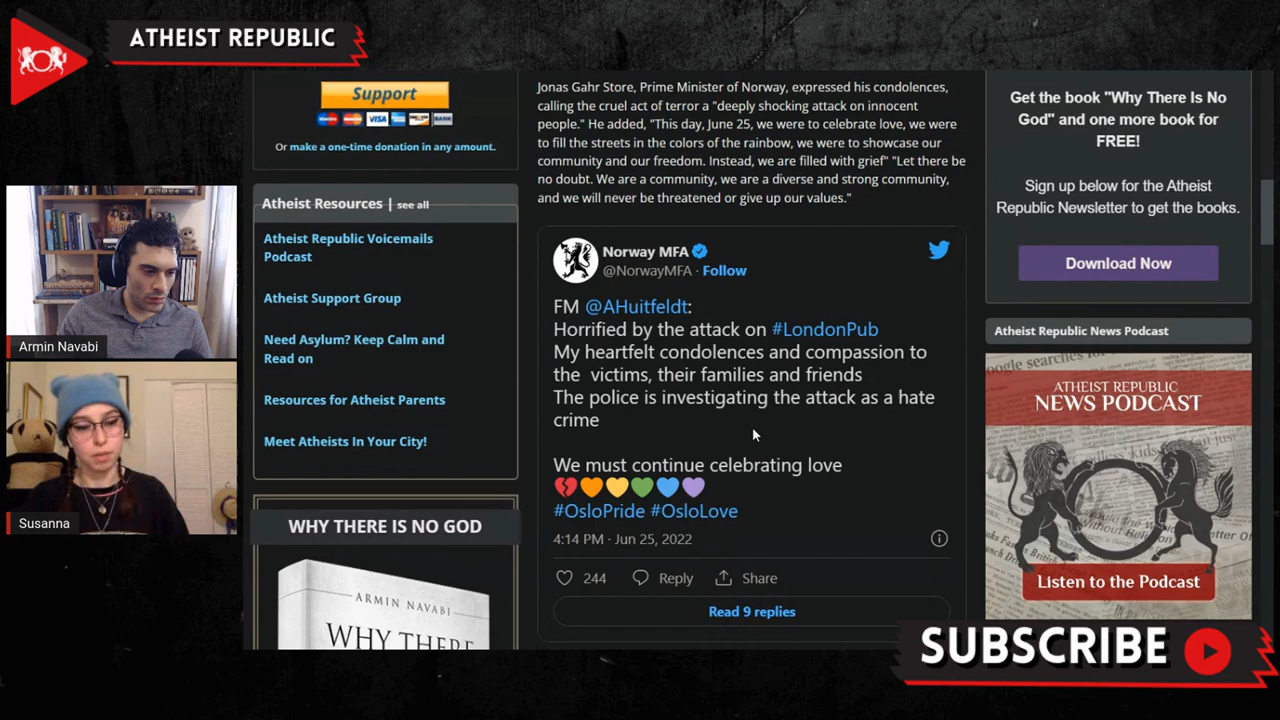 ATHEIST REPUBLIC
Support
VISA
BANK
Or make a one-time donation in any amount.
Atheist Resources | see all
Atheist Republic Voicemails
Podcast
Atheist Support Group
Need Asylum? Keep Calm and
Read on
Resources for Atheist Parents
Meet Atheists In Your City!
WHY THERE IS NO GOD
ARMIN NAVABI
WHY THERE
Armin Navabi
Susanna
Jonas Gahr Store, Prime Minister of Norway, expressed his condolences,
calling the cruel act of terror a "deeply shocking attack on innocent
people." He added, "This day, June 25, we were to celebrate love, we were
to fill the streets in the colors of the rainbow, we were to showcase our
community and our freedom. Instead, we are filled with grief" "Let there be
no doubt. We are a community, we are a diverse and strong community,
and we will never be threatened or give up our values."
Norway MFA
@NorwayMFA · Follow
FM @AHuitfeldt:
Horrified by the attack on #LondonPub
My heartfelt condolences and compassion to
the victims, their families and friends
The police is investigating the attack as a hate
crime
We must continue celebrating love
💔🧡💛💚💙💜
#OsloPride #OsloLove
4:14 PM · Jun 25, 2022
244 Reply Share
Read 9 replies
Get the book "Why There Is No
God" and one more book for
FREE!
Sign up below for the Atheist
Republic Newsletter to get the books.
Download Now
Atheist Republic News Podcast
ATHEIST REPUBLIC
NEWS PODCAST
Listen to the Podcast
SUBSCRIBE